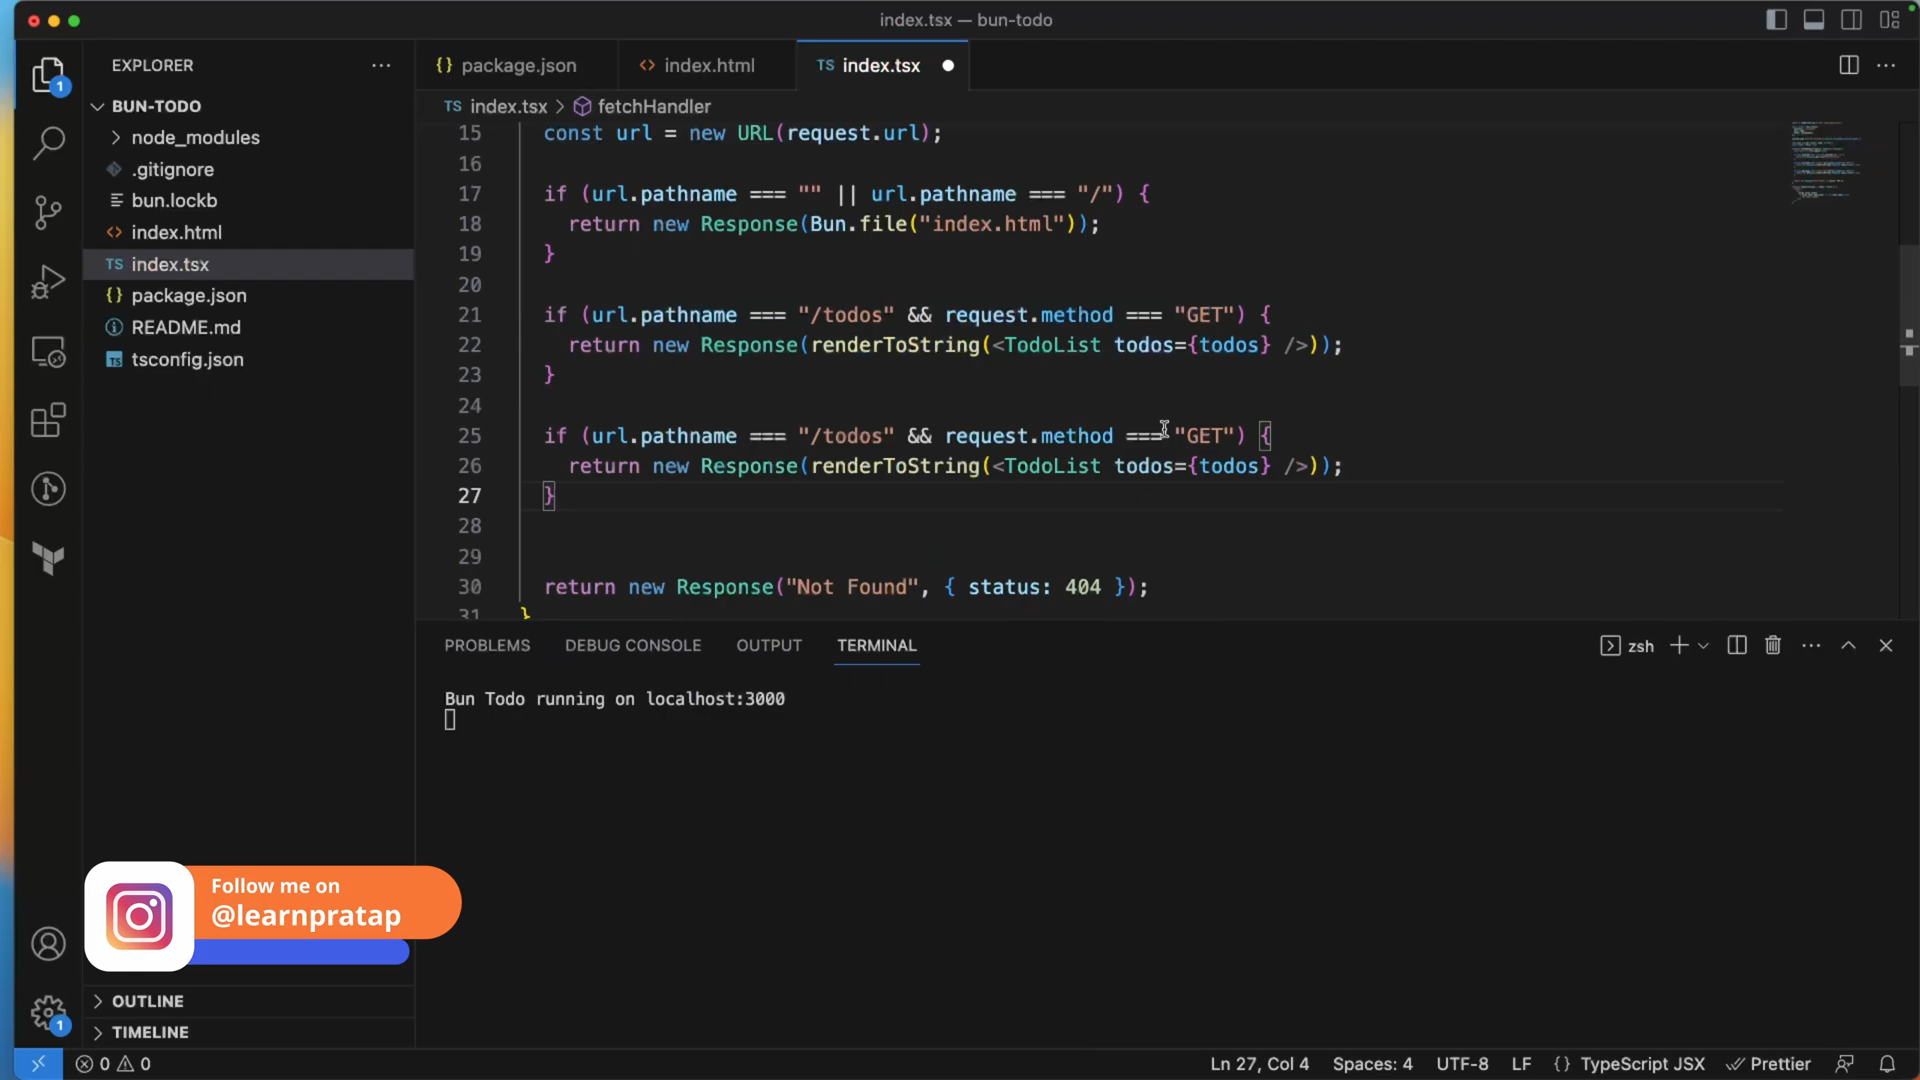 index.tsx — bun-todo
EXPLORER
package.json
index.html
TS index.tsx
1
BUN-TODO
TS index.tsx > fetchHandler
node_modules
.gitignore
bun.lockb
index.html
TS index.tsx
package.json
README.md
TS tsconfig.json
15 const url = new URL(request.url);
16
17 if (url.pathname === "" || url.pathname === "/") {
18 return new Response(Bun.file("index.html"));
19 }
20
21 if (url.pathname === "/todos" && request.method === "GET") {
22 return new Response(renderToString(<TodoList todos={todos} />));
23 }
24
25 if (url.pathname === "/todos" && request.method === "GET") {
26 return new Response(renderToString(<TodoList todos={todos} />));
27 }
28
29
30 return new Response("Not Found", { status: 404 });
31 }
PROBLEMS DEBUG CONSOLE OUTPUT TERMINAL
zsh
Bun Todo running on localhost:3000
Follow me on
@learnpratap
OUTLINE
1
TIMELINE
0 0
Ln 27, Col 4 Spaces: 4 UTF-8 LF {} TypeScript JSX Prettier